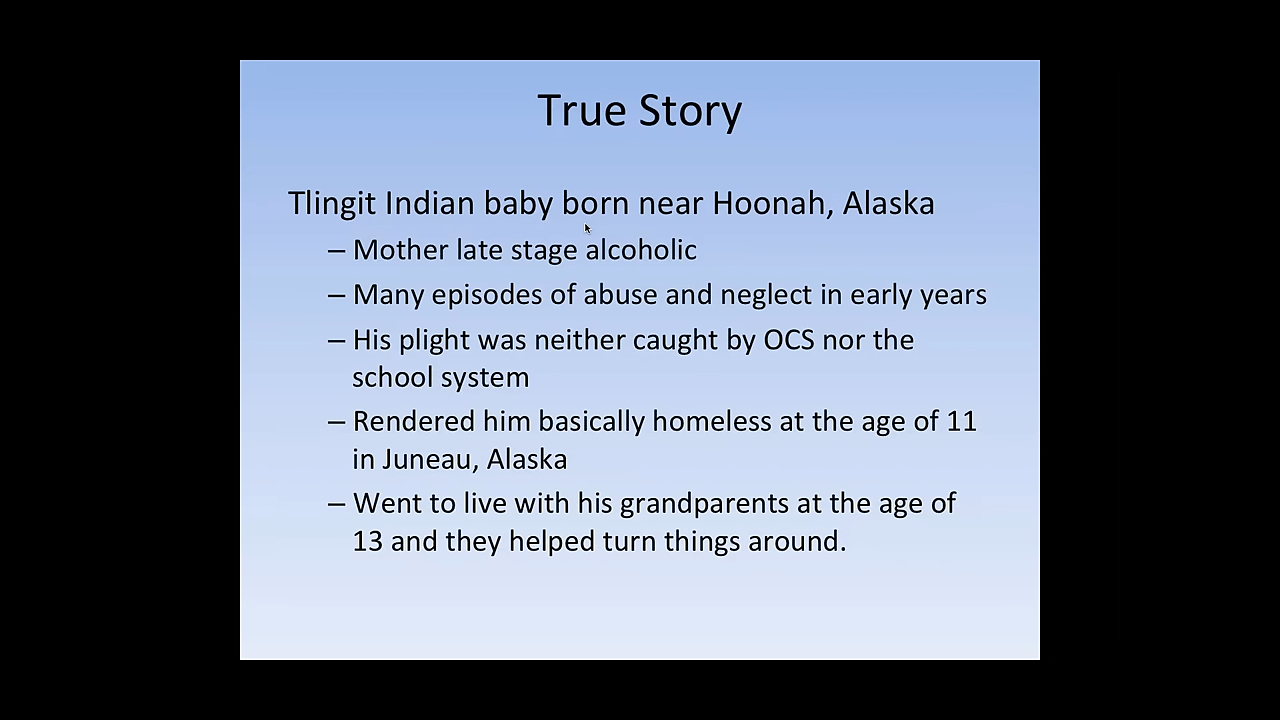 True Story
Tlingit Indian baby born near Hoonah, Alaska
– Mother late stage alcoholic
– Many episodes of abuse and neglect in early years
– His plight was neither caught by OCS nor the
school system
– Rendered him basically homeless at the age of 11
in Juneau, Alaska
– Went to live with his grandparents at the age of
13 and they helped turn things around.